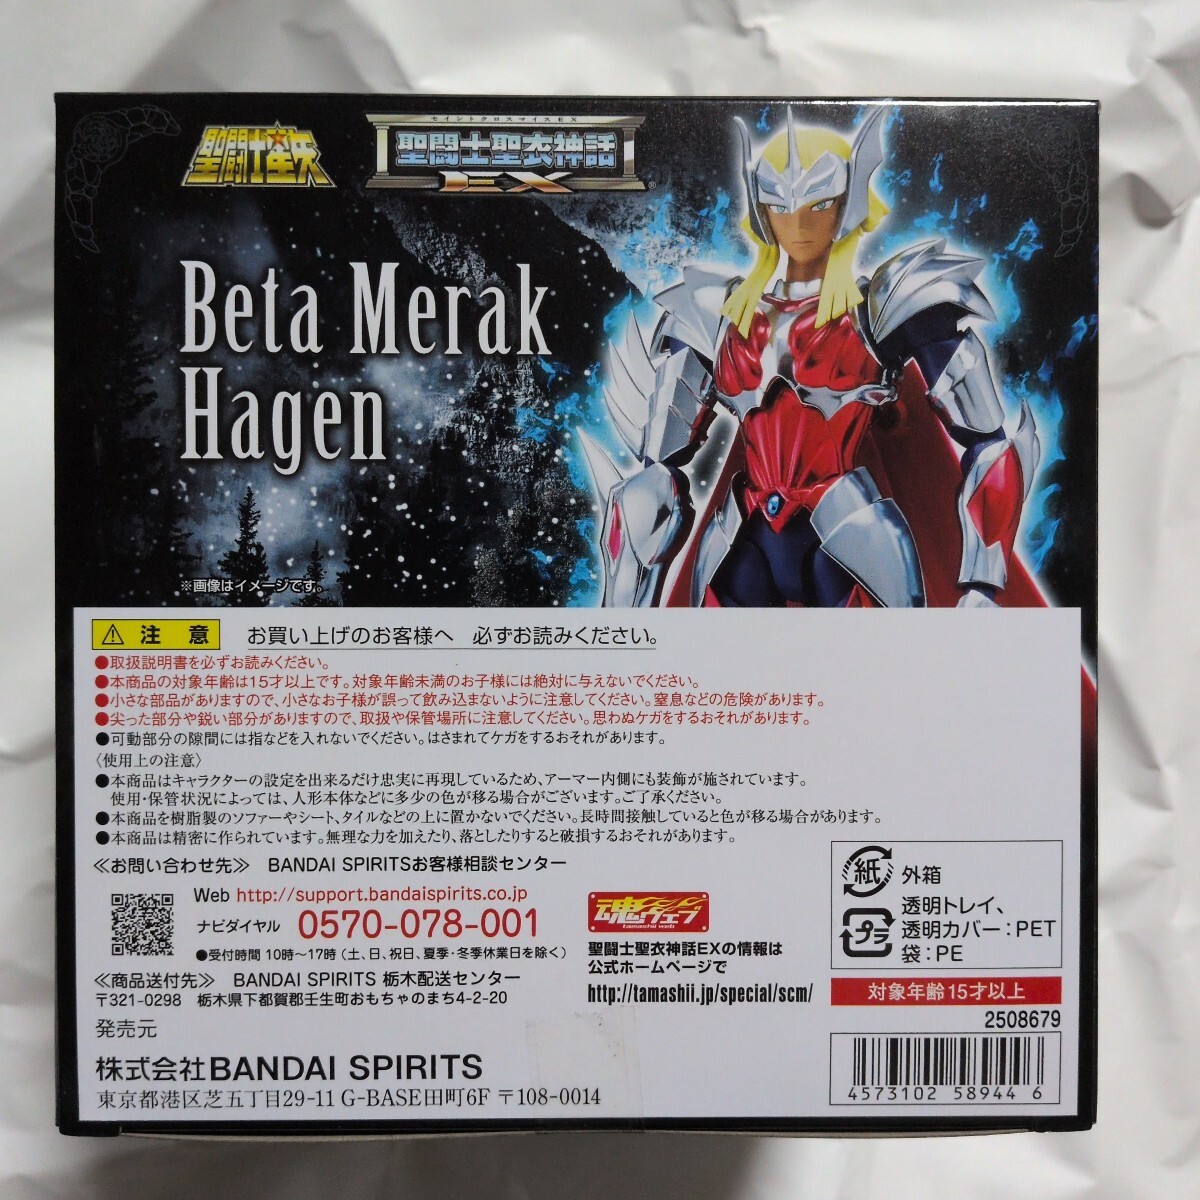 聖闘士星矢
セイントクロスマイスEX
聖闘士聖衣神話
EX
®
Beta Merak
Hagen
※画像はイメージです。
⚠ 注 意 お買い上げのお客様へ 必ずお読みください。
●取扱説明書を必ずお読みください。
●本商品の対象年齢は15才以上です。対象年齢未満のお子様には絶対に与えないでください。
●小さな部品がありますので、小さなお子様が誤って飲み込まないように注意してください。窒息などの危険があります。
●尖った部分や鋭い部分がありますので、取扱や保管場所に注意してください。思わぬケガをするおそれがあります。
●可動部分の隙間には指などを入れないでください。はさまれてケガをするおそれがあります。
〈使用上の注意〉
●本商品はキャラクターの設定を出来るだけ忠実に再現しているため、アーマー内側にも装飾が施されています。
使用・保管状況によっては、人形本体などに多少の色が移る場合がございます。ご了承ください。
●本商品を樹脂製のソファーやシート、タイルなどの上に置かないでください。長時間接触していると色が移る場合があります。
●本商品は精密に作られています。無理な力を加えたり、落としたりすると破損するおそれがあります。
≪お問い合わせ先≫ BANDAI SPIRITSお客様相談センター
Web http://support.bandaispirits.co.jp
ナビダイヤル 0570-078-001
●受付時間 10時〜17時(土、日、祝日、夏季・冬季休業日を除く)
≪商品送付先≫ BANDAI SPIRITS 栃木配送センター
〒321-0298 栃木県下都賀郡壬生町おもちゃのまち4-2-20
発売元
株式会社BANDAI SPIRITS
東京都港区芝五丁目29-11 G-BASE田町6F 〒108-0014
魂ウェブ
tamashii web
聖闘士聖衣神話EXの情報は
公式ホームページで
http://tamashii.jp/special/scm/
紙 外箱
プラ 透明トレイ、
透明カバー:PET
袋:PE
対象年齢15才以上
2508679
4573102 58944 6